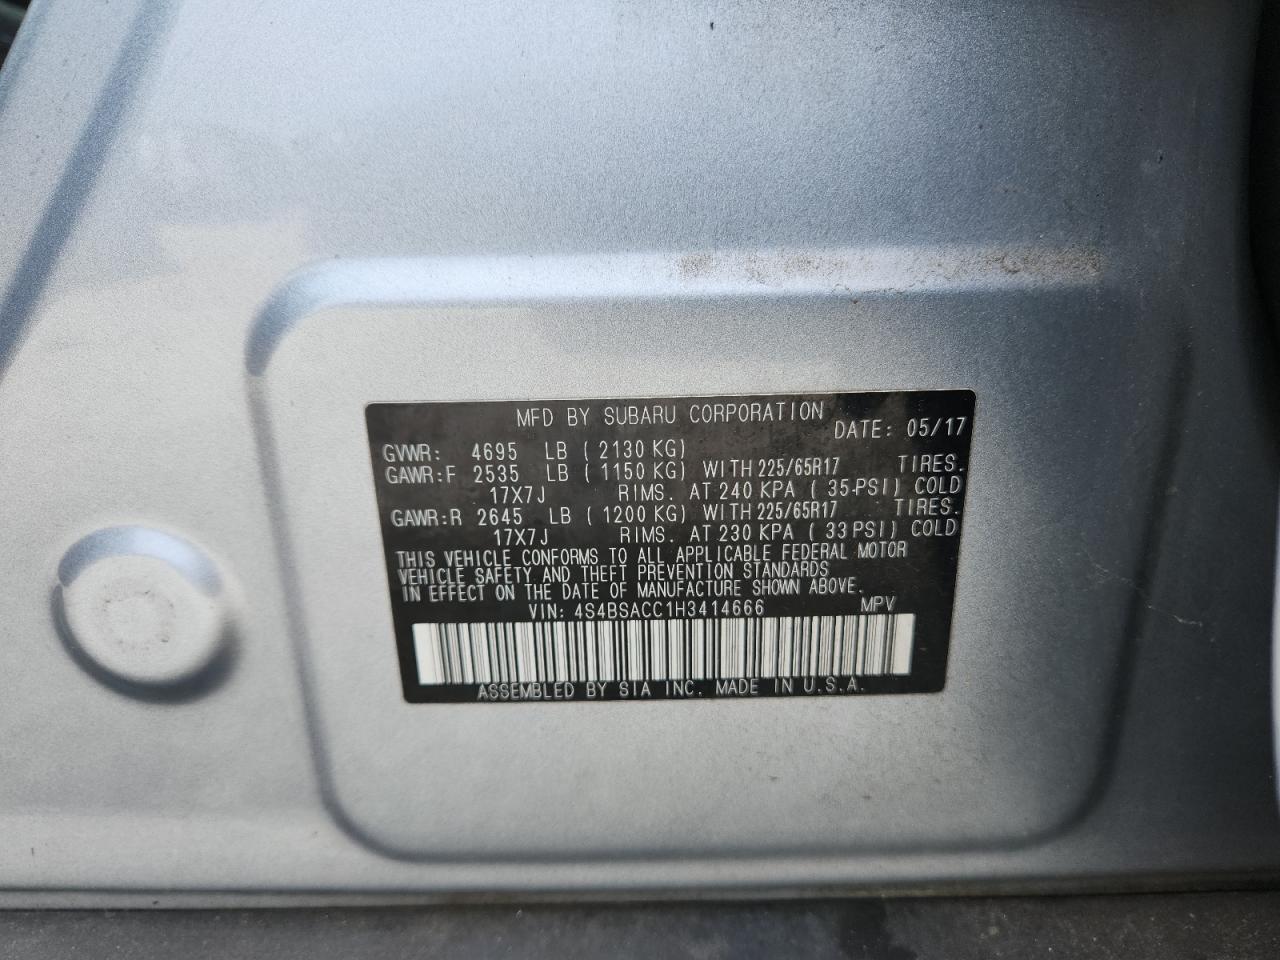 MFD BY SUBARU CORPORATION
DATE: 05/17
GVWR: 4695 LB ( 2130 KG)
GAWR:F 2535 LB ( 1150 KG) WITH 225/65R17 TIRES.
17X7J RIMS. AT 240 KPA ( 35-PSI) COLD
GAWR:R 2645 LB ( 1200 KG) WITH 225/65R17 TIRES.
17X7J RIMS. AT 230 KPA ( 33 PSI) COLD
THIS VEHICLE CONFORMS TO ALL APPLICABLE FEDERAL MOTOR
VEHICLE SAFETY AND THEFT PREVENTION STANDARDS
IN EFFECT ON THE DATE OF MANUFACTURE SHOWN ABOVE.
VIN: 4S4BSACC1H3414666 MPV
ASSEMBLED BY SIA INC. MADE IN U.S.A.